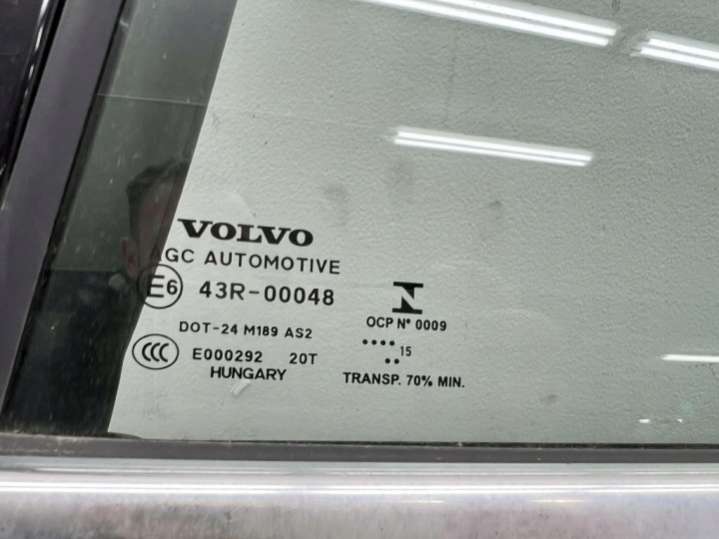 VOLVO
AGC AUTOMOTIVE
E6 43R-00048
DOT-24 M189 AS2
CCC E000292 20T
HUNGARY
N
OCP N° 0009
•••• 15
••
TRANSP. 70% MIN.